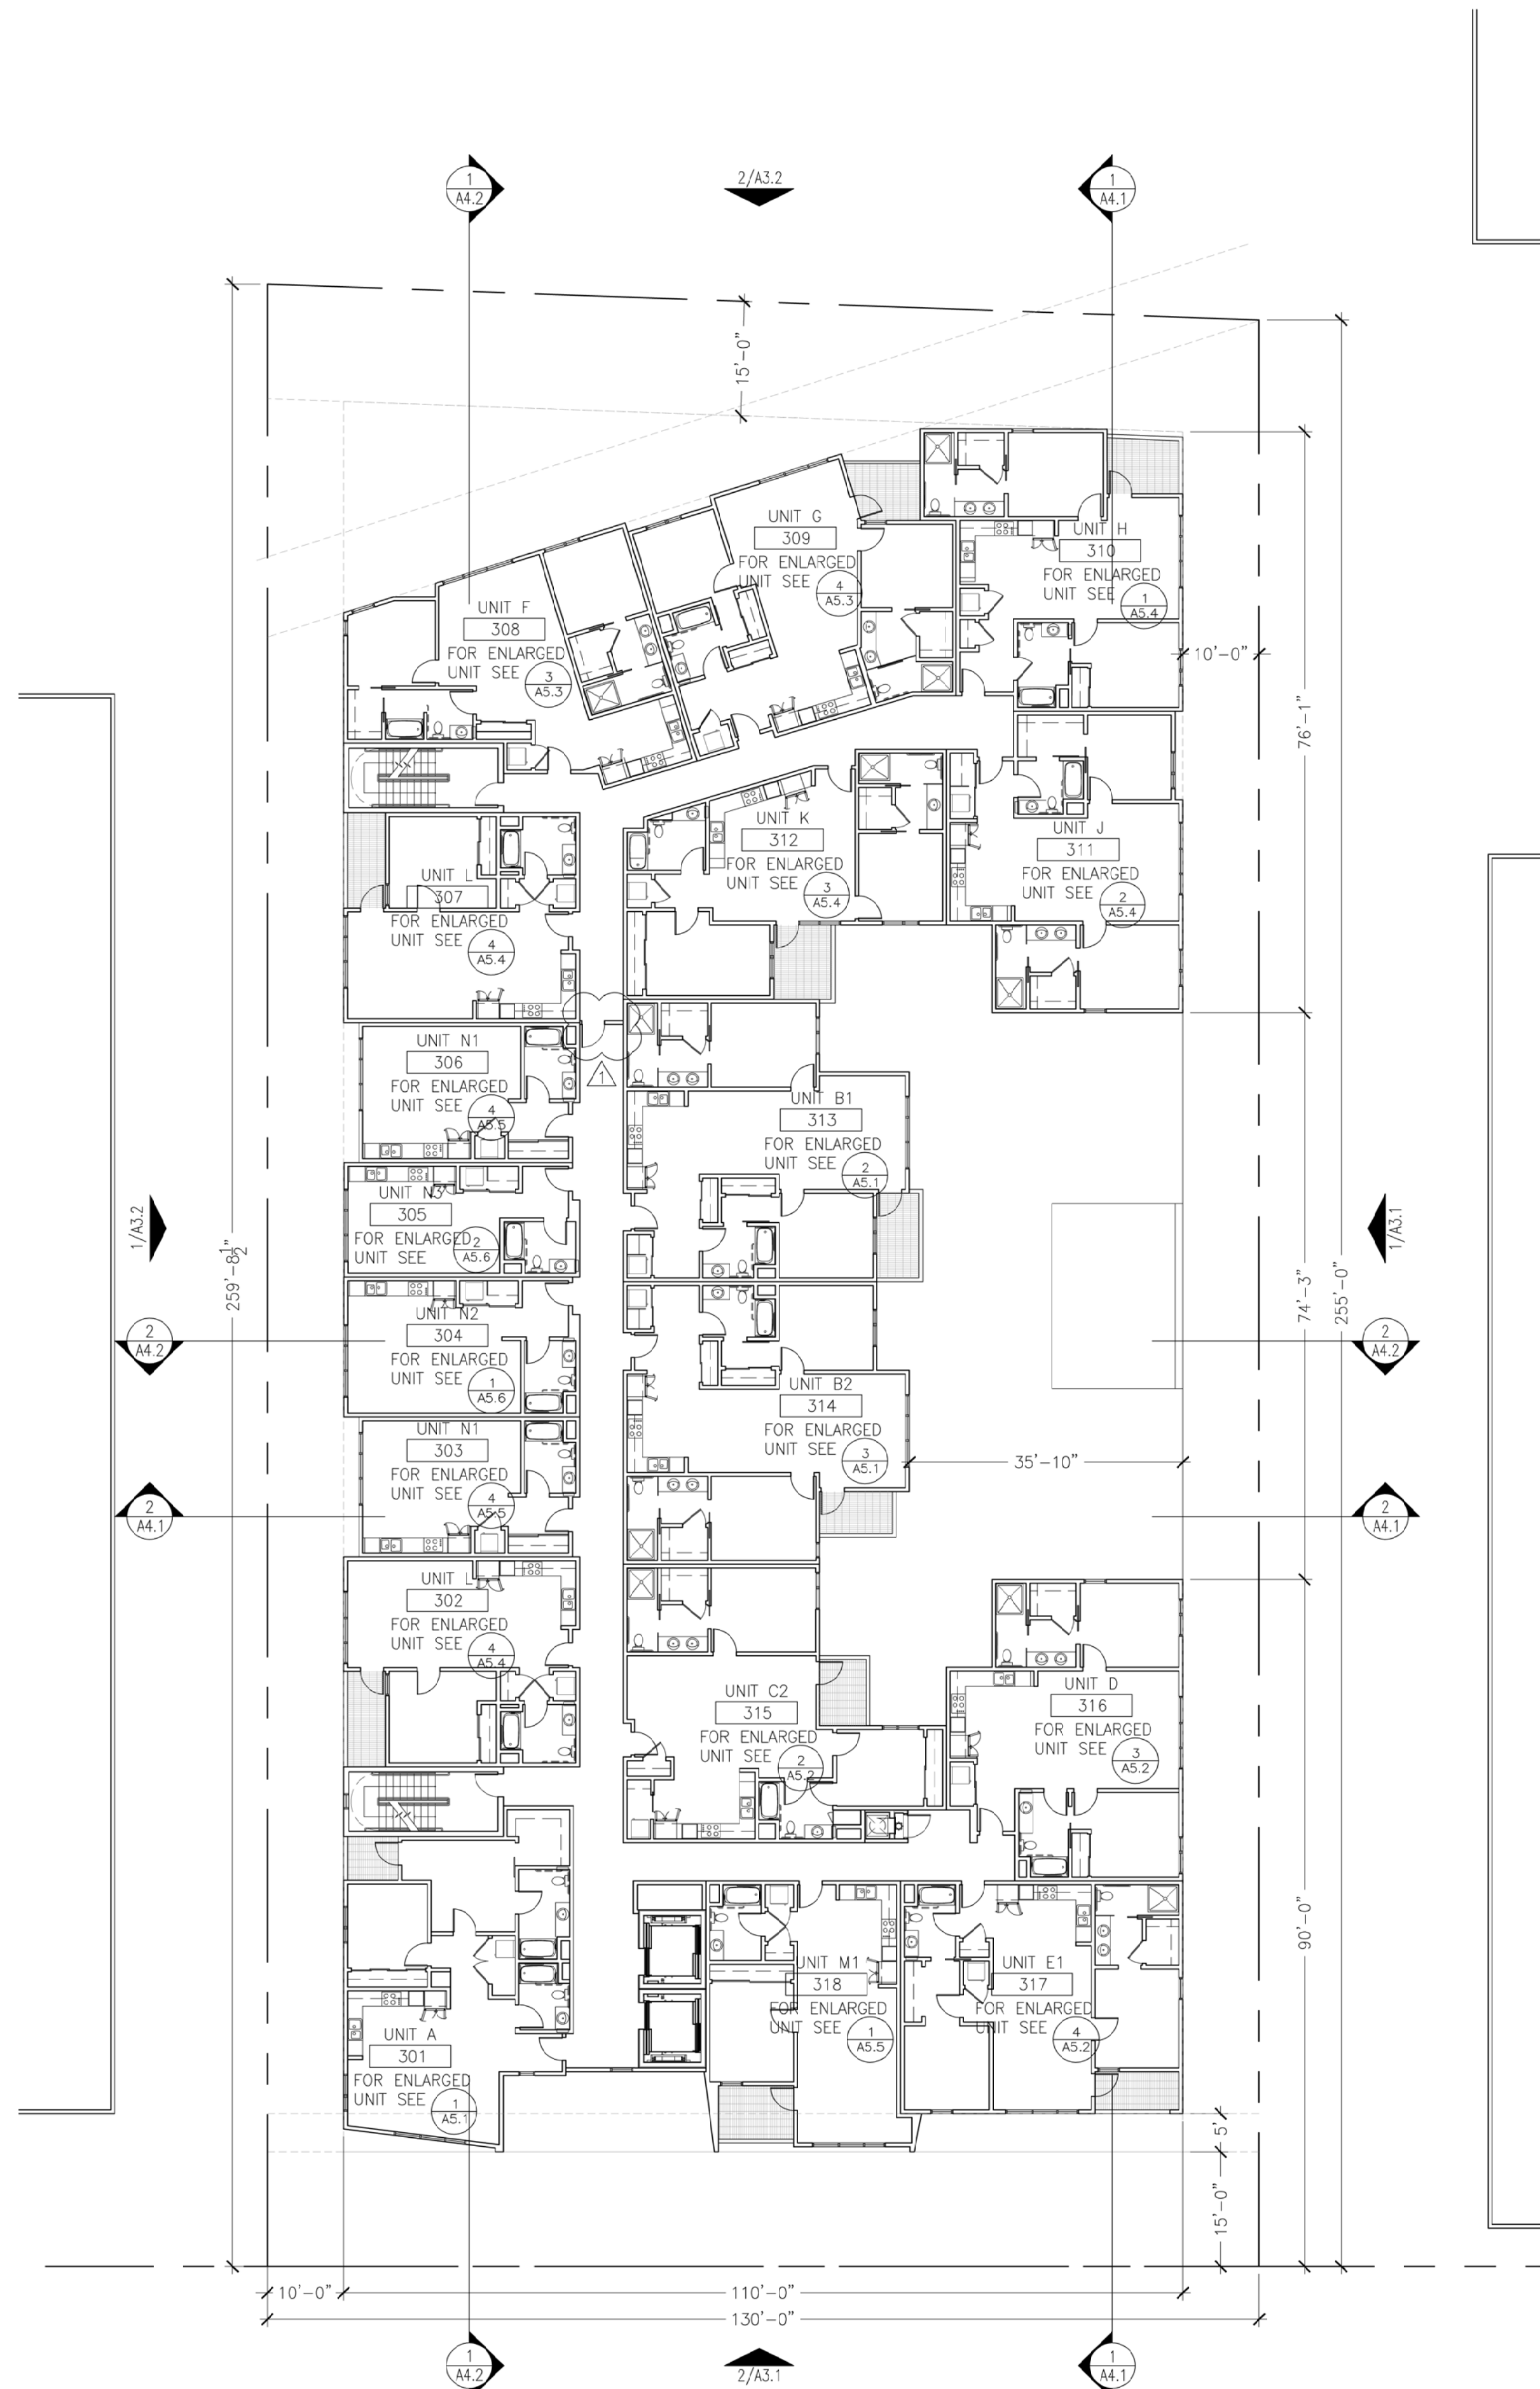 1
A4.2
2/A3.2
1
A4.1
15'-0"
UNIT G
309
FOR ENLARGED
UNIT SEE
4
A5.3
UNIT H
310
FOR ENLARGED
UNIT SEE
1
A5.4
UNIT F
308
FOR ENLARGED
UNIT SEE
3
A5.3
10'-0"
76'-1"
UNIT K
312
FOR ENLARGED
UNIT SEE
3
A5.4
UNIT J
311
FOR ENLARGED
UNIT SEE
2
A5.4
UNIT L
307
FOR ENLARGED
UNIT SEE
4
A5.4
UNIT N1
306
FOR ENLARGED
UNIT SEE
4
A5.5
1
UNIT B1
313
FOR ENLARGED
UNIT SEE
2
A5.1
UNIT N3
305
FOR ENLARGED
UNIT SEE
2
A5.6
1/A3.2
259'-8½"
1/A3.1
74'-3"
255'-0"
2
A4.2
UNIT N2
304
FOR ENLARGED
UNIT SEE
1
A5.6
2
A4.2
UNIT B2
314
FOR ENLARGED
UNIT SEE
3
A5.1
35'-10"
UNIT N1
303
FOR ENLARGED
UNIT SEE
4
A5.5
2
A4.1
2
A4.1
UNIT L
302
FOR ENLARGED
UNIT SEE
4
A5.4
UNIT C2
315
FOR ENLARGED
UNIT SEE
2
A5.2
UNIT D
316
FOR ENLARGED
UNIT SEE
3
A5.2
90'-0"
UNIT M1
318
FOR ENLARGED
UNIT SEE
1
A5.5
UNIT E1
317
FOR ENLARGED
UNIT SEE
4
A5.2
UNIT A
301
FOR ENLARGED
UNIT SEE
1
A5.1
5'
15'-0"
10'-0"
110'-0"
130'-0"
1
A4.2
2/A3.1
1
A4.1